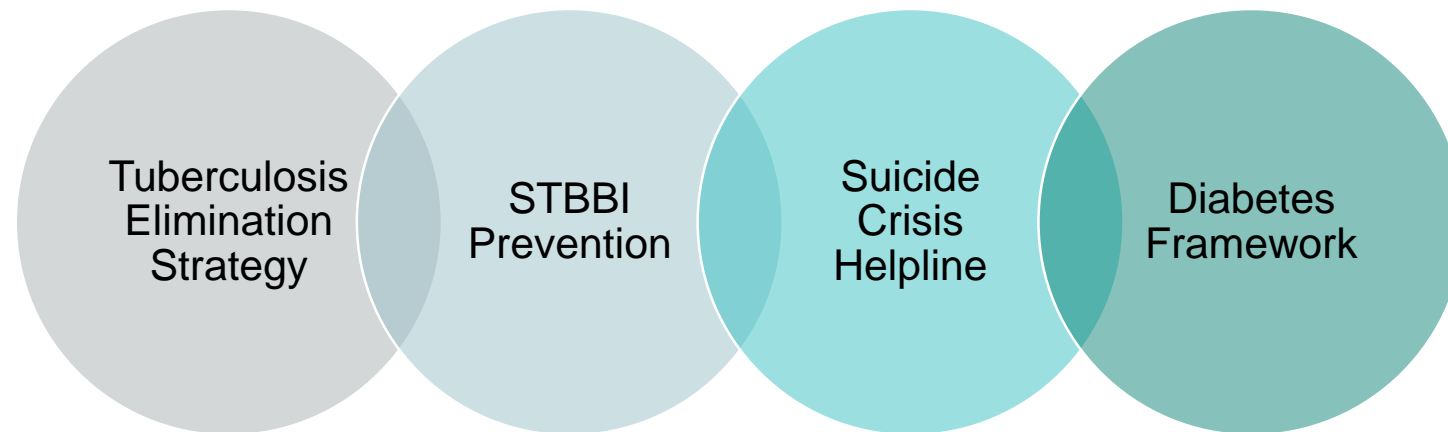 Tuberculosis
Elimination
Strategy
STBBI
Prevention
Suicide
Crisis
Helpline
Diabetes
Framework